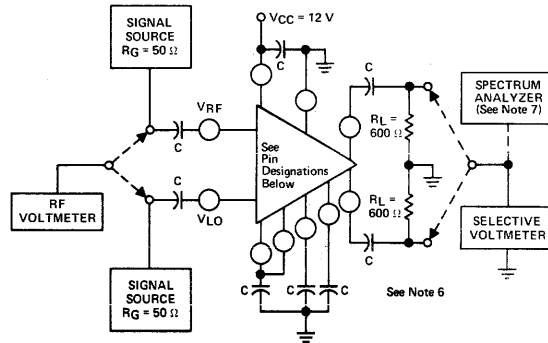 SIGNAL
SOURCE
RG = 50 Ω
VCC = 12 V
C
C
VRF
C
RF
VOLTMETER
C
VLO
See
Pin
Designations
Below
RL =
600 Ω
RL =
600 Ω
C
SPECTRUM
ANALYZER
(See Note 7)
SELECTIVE
VOLTMETER
SIGNAL
SOURCE
RG = 50 Ω
C
C
C
See Note 6